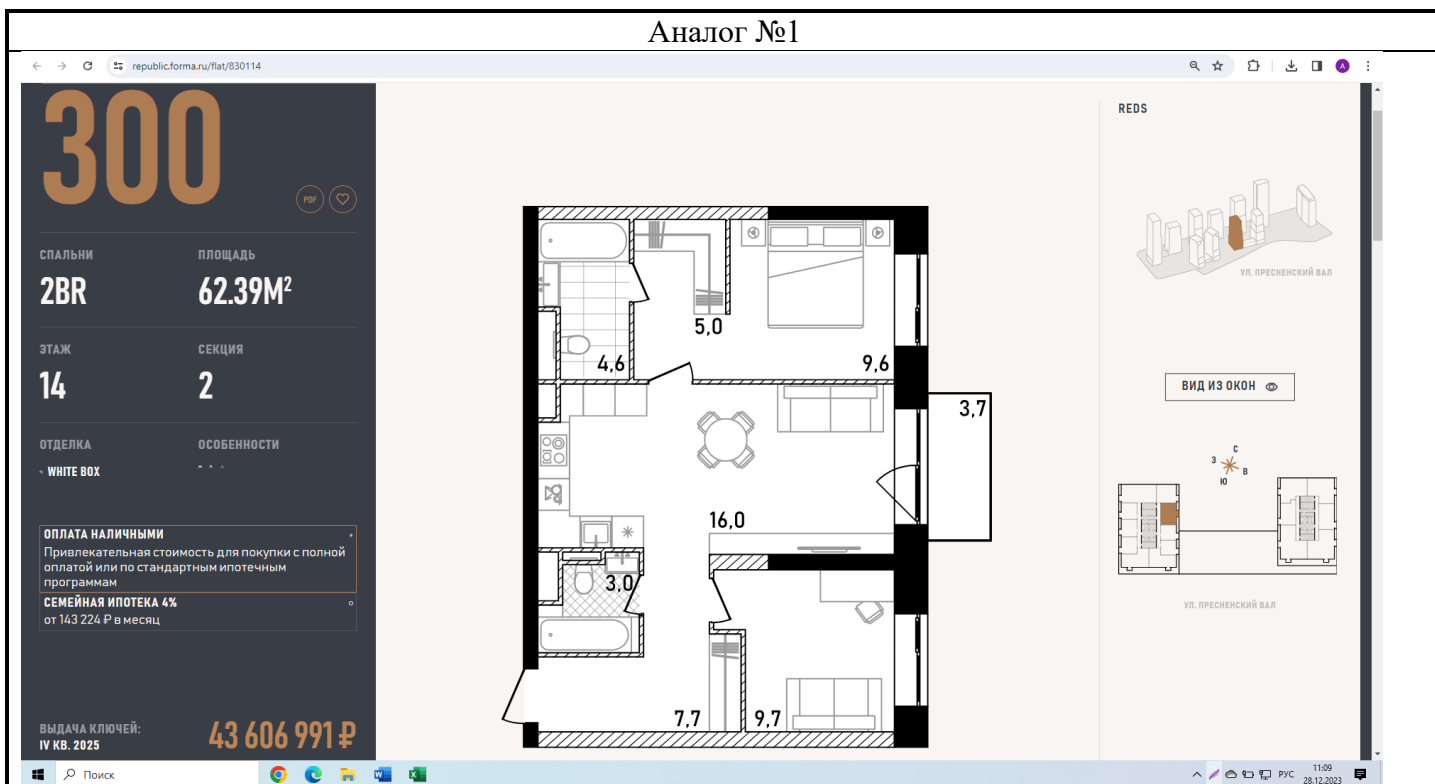 Аналог №1
republic.forma.ru/flat/830114
A
300
PDF
СПАЛЬНИ
ПЛОЩАДЬ
2BR
62.39М²
ЭТАЖ
СЕКЦИЯ
14
2
ОТДЕЛКА
ОСОБЕННОСТИ
WHITE BOX
ОПЛАТА НАЛИЧНЫМИ
Привлекательная стоимость для покупки с полной
оплатой или по стандартным ипотечным
программам
СЕМЕЙНАЯ ИПОТЕКА 4%
от 143 224 ₽ в месяц
ВЫДАЧА КЛЮЧЕЙ:
IV КВ. 2025
43 606 991 ₽
5,0
4,6
9,6
3,7
16,0
3,0
7,7
9,7
REDS
УЛ. ПРЕСНЕНСКИЙ ВАЛ
ВИД ИЗ ОКОН
С
З
В
Ю
УЛ. ПРЕСНЕНСКИЙ ВАЛ
Поиск
РУС
11:09
28.12.2023